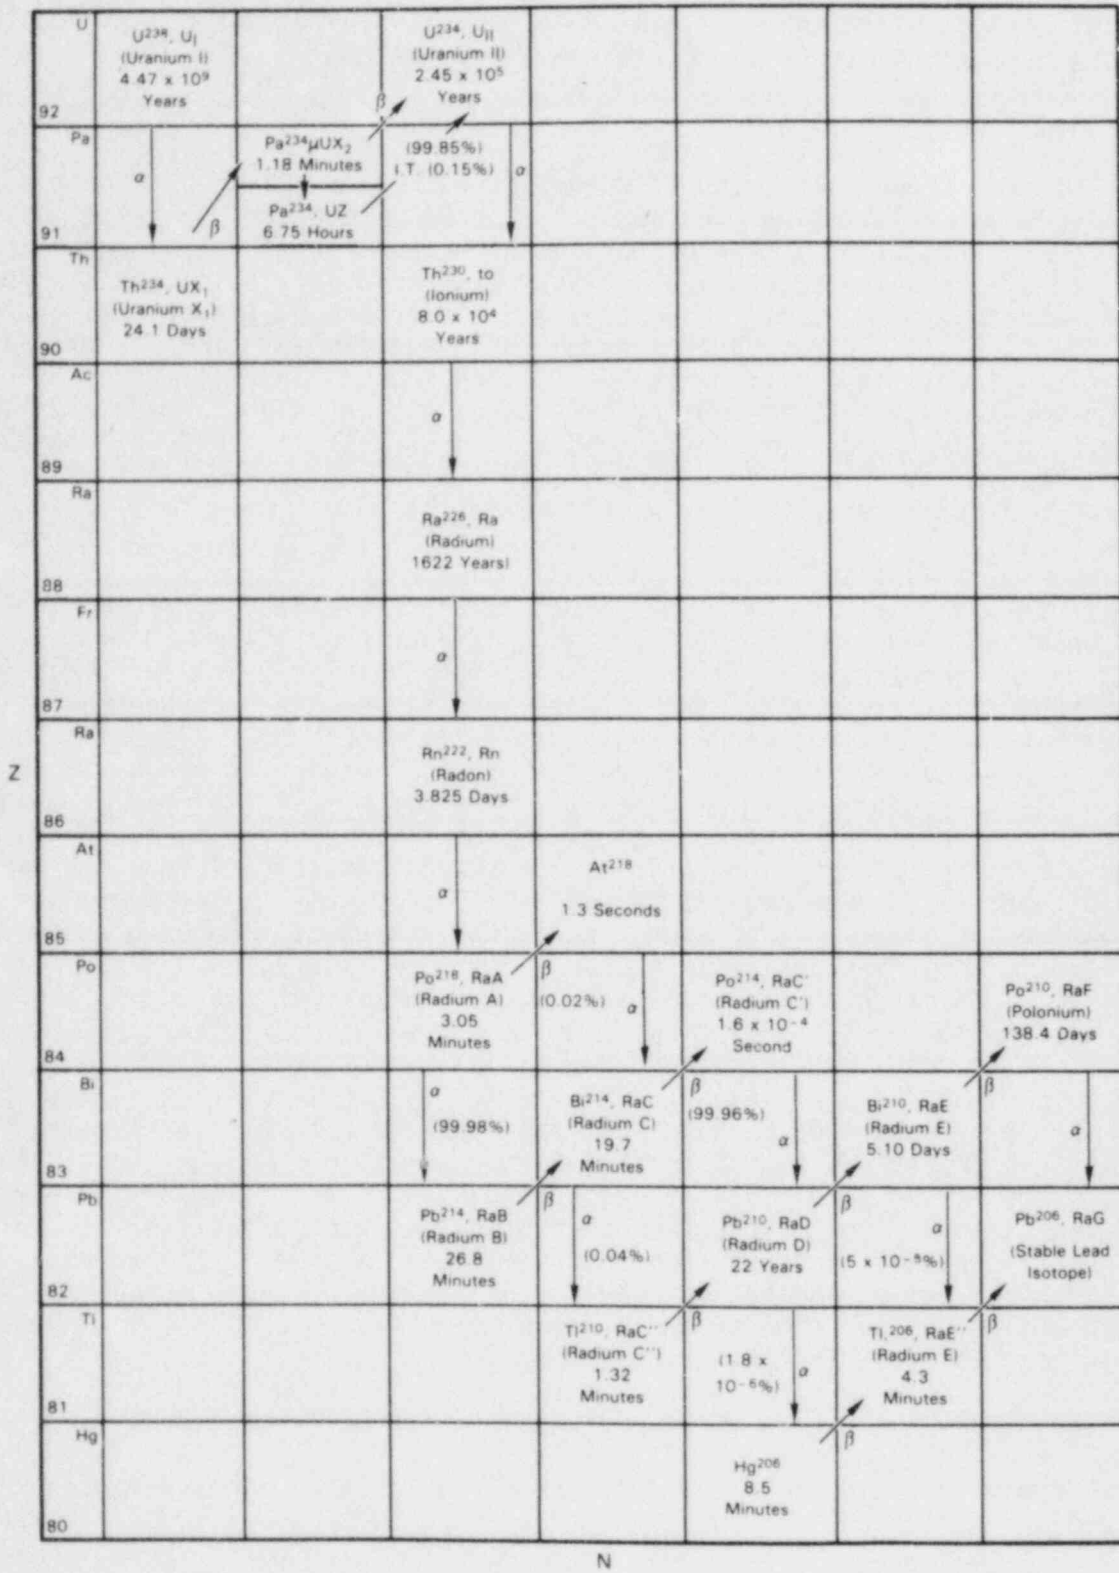 U
U²³⁸, U₁
(Uranium I)
4.47 x 10⁹
Years
U²³⁴, U₁₁
(Uranium II)
2.45 x 10⁵
Years
92
β
Pa
Pa²³⁴μUX₂
1.18 Minutes
(99.85%)
I.T. (0.15%)
α
α
Pa²³⁴, UZ
6.75 Hours
β
91
Th
Th²³⁴, UX₁
(Uranium X₁)
24.1 Days
Th²³⁰, to
(Ionium)
8.0 x 10⁴
Years
90
Ac
α
89
Ra
Ra²²⁶, Ra
(Radium)
1622 Years)
88
Fr
α
87
Ra
Z
Rn²²², Rn
(Radon)
3.825 Days
86
At
α
At²¹⁸
1.3 Seconds
85
Po
Po²¹⁸, RaA
(Radium A)
3.05
Minutes
β
(0.02%)
α
Po²¹⁴, RaC'
(Radium C')
1.6 x 10⁻⁴
Second
Po²¹⁰, RaF
(Polonium)
138.4 Days
84
Bi
α
(99.98%)
Bi²¹⁴, RaC
(Radium C)
19.7
Minutes
β
(99.96%)
α
Bi²¹⁰, RaE
(Radium E)
5.10 Days
β
α
83
Pb
Pb²¹⁴, RaB
(Radium B)
26.8
Minutes
β
α
(0.04%)
Pb²¹⁰, RaD
(Radium D)
22 Years
β
α
Pb²⁰⁶, RaG
(Stable Lead
Isotope)
82
Tl
Tl²¹⁰, RaC''
(Radium C'')
1.32
Minutes
β
(1.8 x
10⁻⁶%)
α
Tl,²⁰⁶, RaE''
(Radium E)
4.3
Minutes
β
81
Hg
Hg²⁰⁶
8.5
Minutes
β
80
N